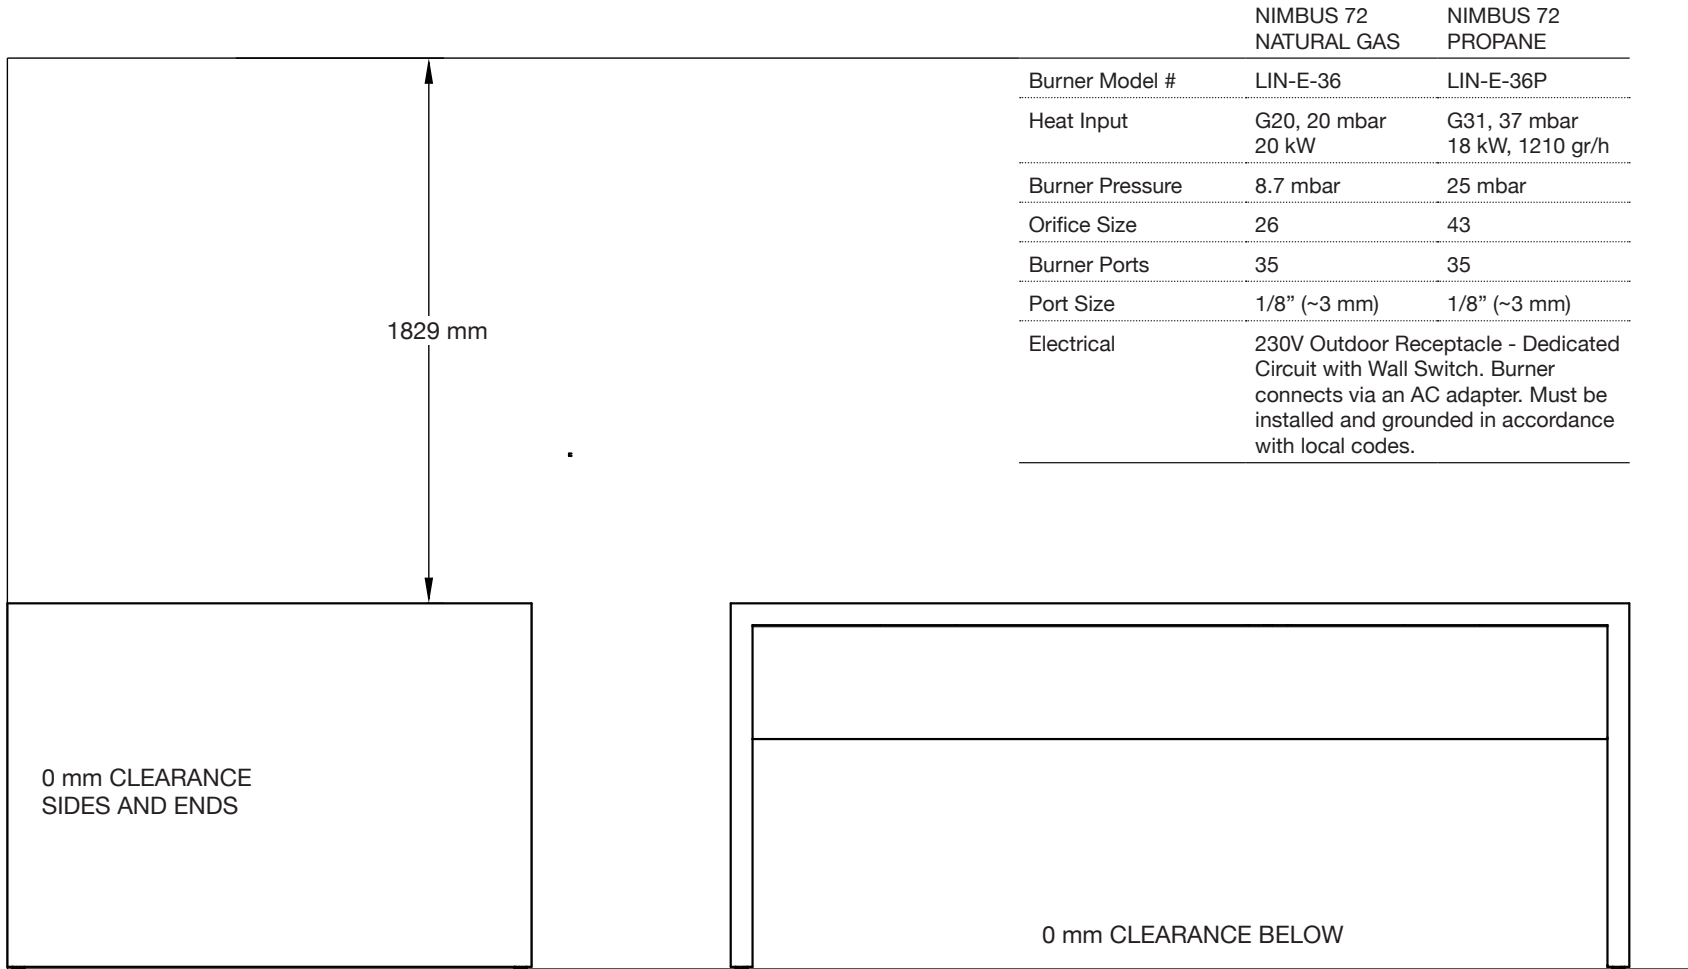 NIMBUS 72 NIMBUS 72
NATURAL GAS PROPANE
Burner Model # LIN-E-36 LIN-E-36P
Heat Input G20, 20 mbar G31, 37 mbar
20 kW 18 kW, 1210 gr/h
Burner Pressure 8.7 mbar 25 mbar
Orifice Size 26 43
Burner Ports 35 35
Port Size 1/8” (~3 mm) 1/8” (~3 mm)
Electrical 230V Outdoor Receptacle - Dedicated
Circuit with Wall Switch. Burner
connects via an AC adapter. Must be
installed and grounded in accordance
with local codes.
1829 mm
0 mm CLEARANCE
SIDES AND ENDS
0 mm CLEARANCE BELOW